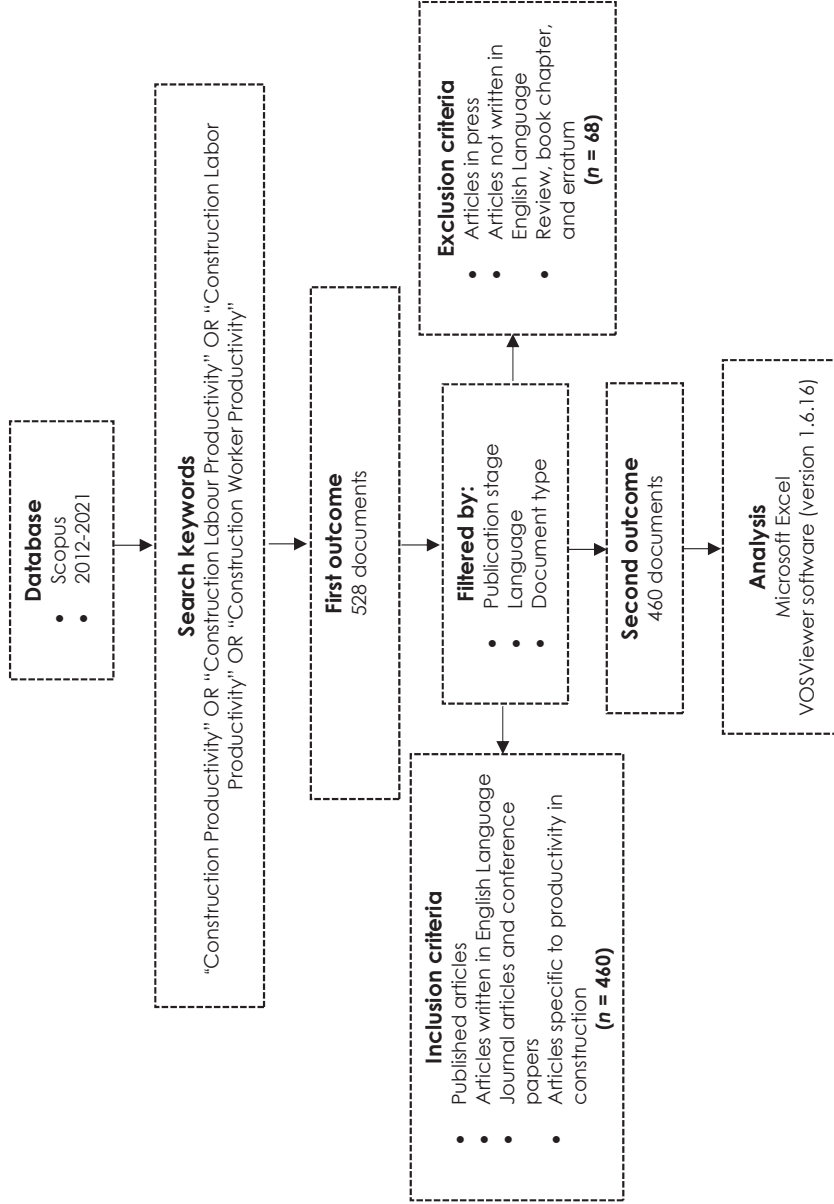 Database
• Scopus
• 2012-2021
Search keywords
“Construction Productivity” OR “Construction Labour Productivity” OR “Construction Labor
Productivity” OR “Construction Worker Productivity”
First outcome
528 documents
Filtered by:
• Publication stage
• Language
• Document type
Inclusion criteria
• Published articles
• Articles written in English Language
• Journal articles and conference
papers
• Articles specific to productivity in
construction
(n = 460)
Exclusion criteria
• Articles in press
• Articles not written in
English Language
• Review, book chapter,
and erratum
(n = 68)
Second outcome
460 documents
Analysis
Microsoft Excel
VOSViewer software (version 1.6.16)